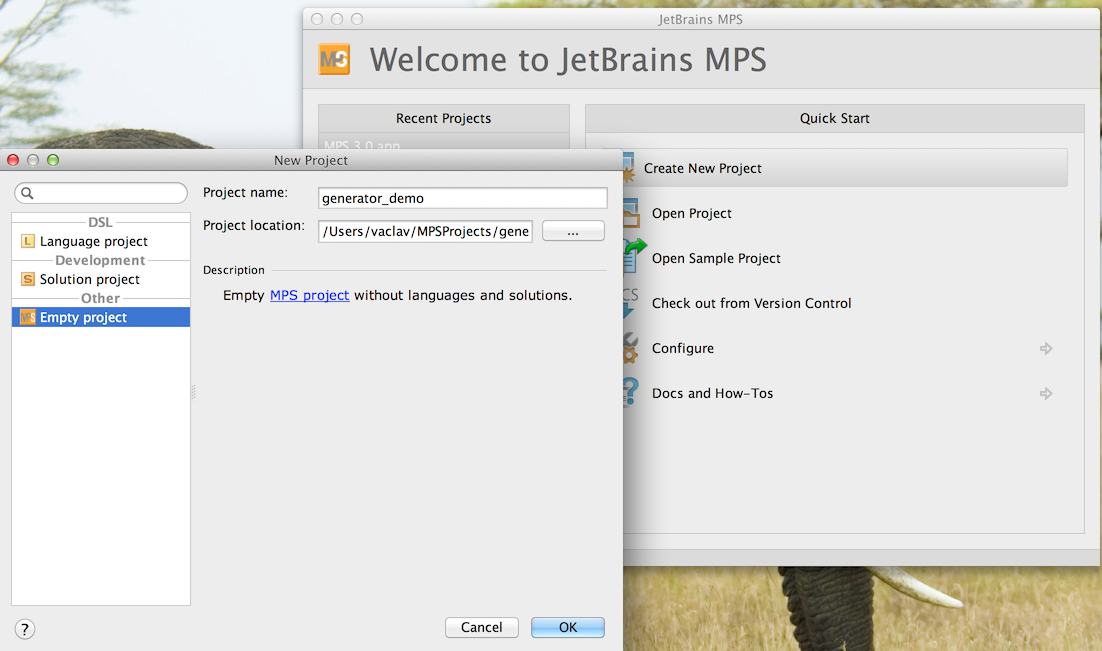 JetBrains MPS
MPS
Welcome to JetBrains MPS
Recent Projects
MPS 3.0.app
Quick Start
Create New Project
Open Project
Open Sample Project
CS
Check out from Version Control
Configure
Docs and How-Tos
New Project
DSL
L Language project
Development
S Solution project
Other
MS Empty project
Project name:
generator_demo
Project location:
/Users/vaclav/MPSProjects/gene
...
Description
Empty MPS project without languages and solutions.
?
Cancel
OK